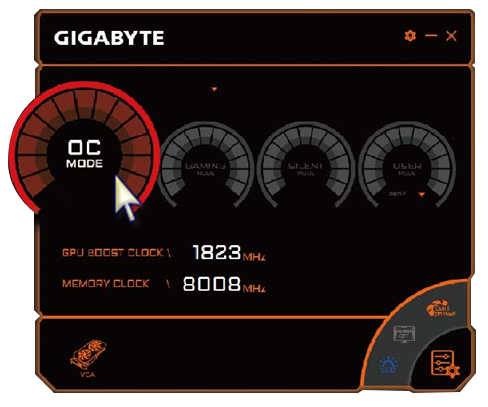 GIGABYTE
OC
MODE
GAMING
MODE
SILENT
MODE
USER
MODE
GPU BOOST CLOCK \ 1823 MHz
MEMORY CLOCK \ 8008 MHz
LED
VGA